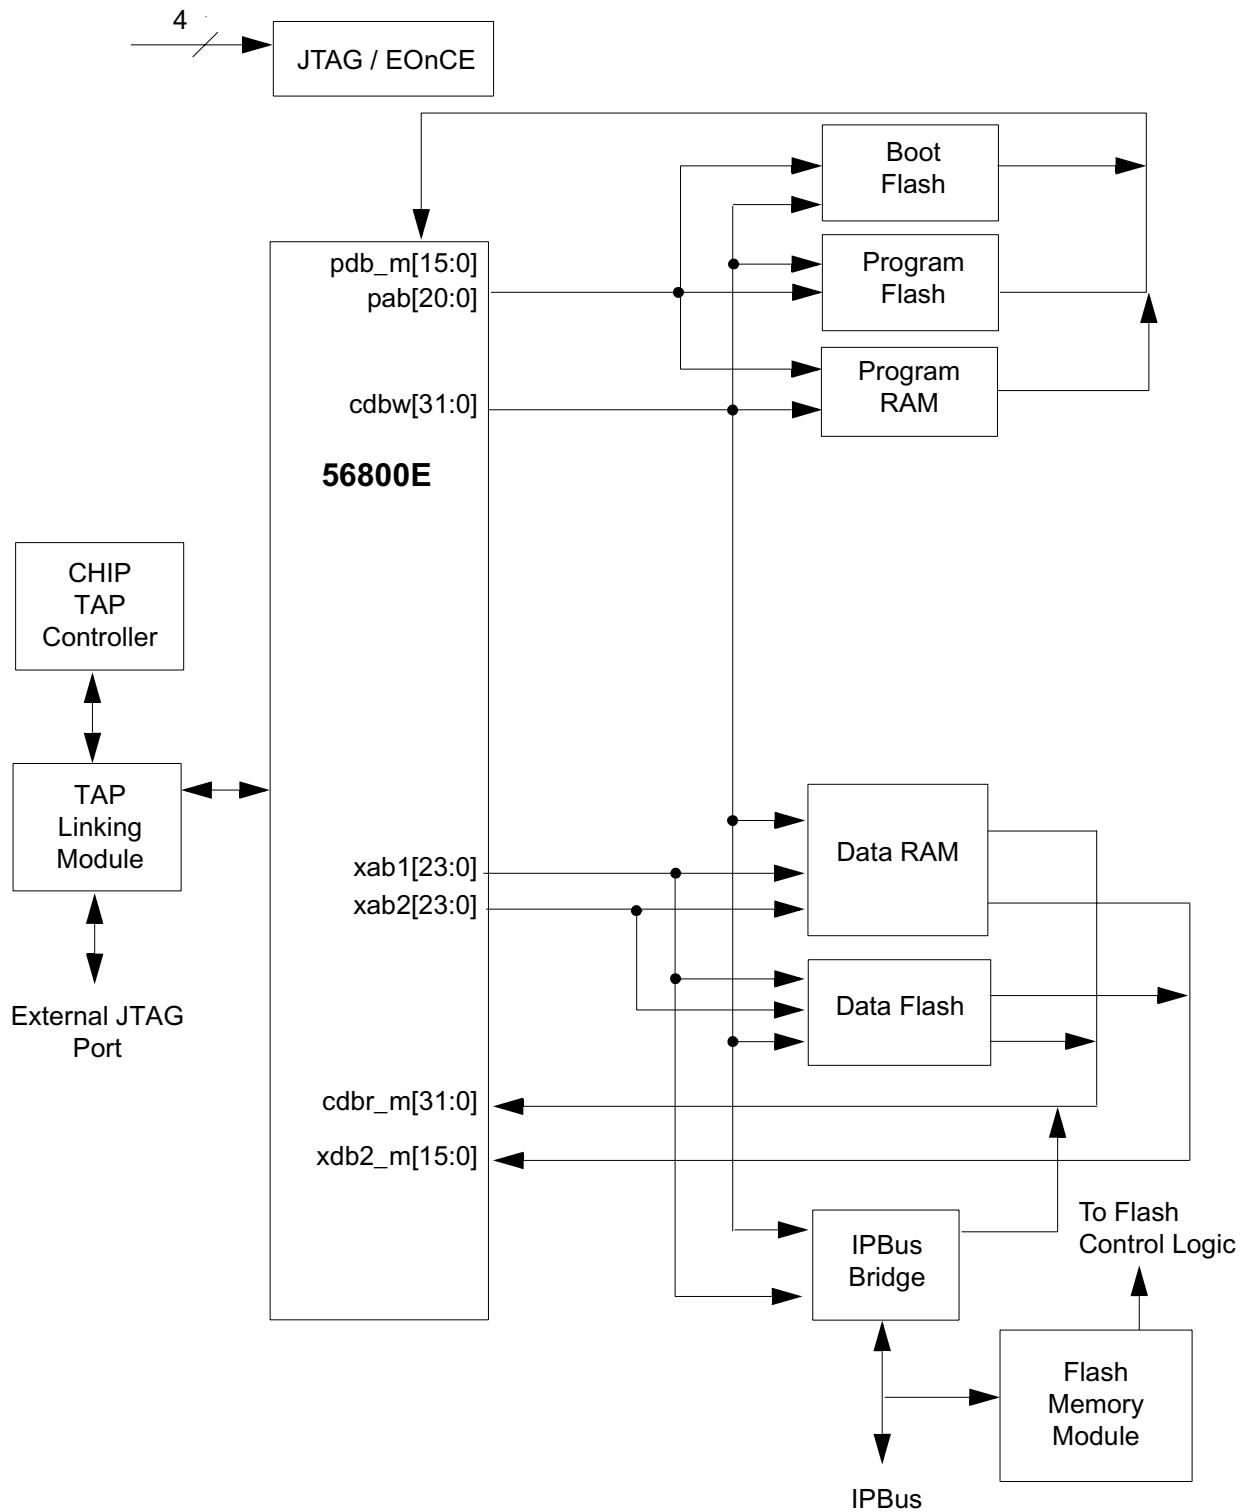 4
JTAG / EOnCE
Boot
Flash
pdb_m[15:0]
pab[20:0]
Program
Flash
cdbw[31:0]
Program
RAM
56800E
CHIP
TAP
Controller
TAP
Linking
Module
External JTAG
Port
xab1[23:0]
xab2[23:0]
Data RAM
Data Flash
cdbr_m[31:0]
xdb2_m[15:0]
IPBus
Bridge
To Flash
Control Logic
Flash
Memory
Module
IPBus